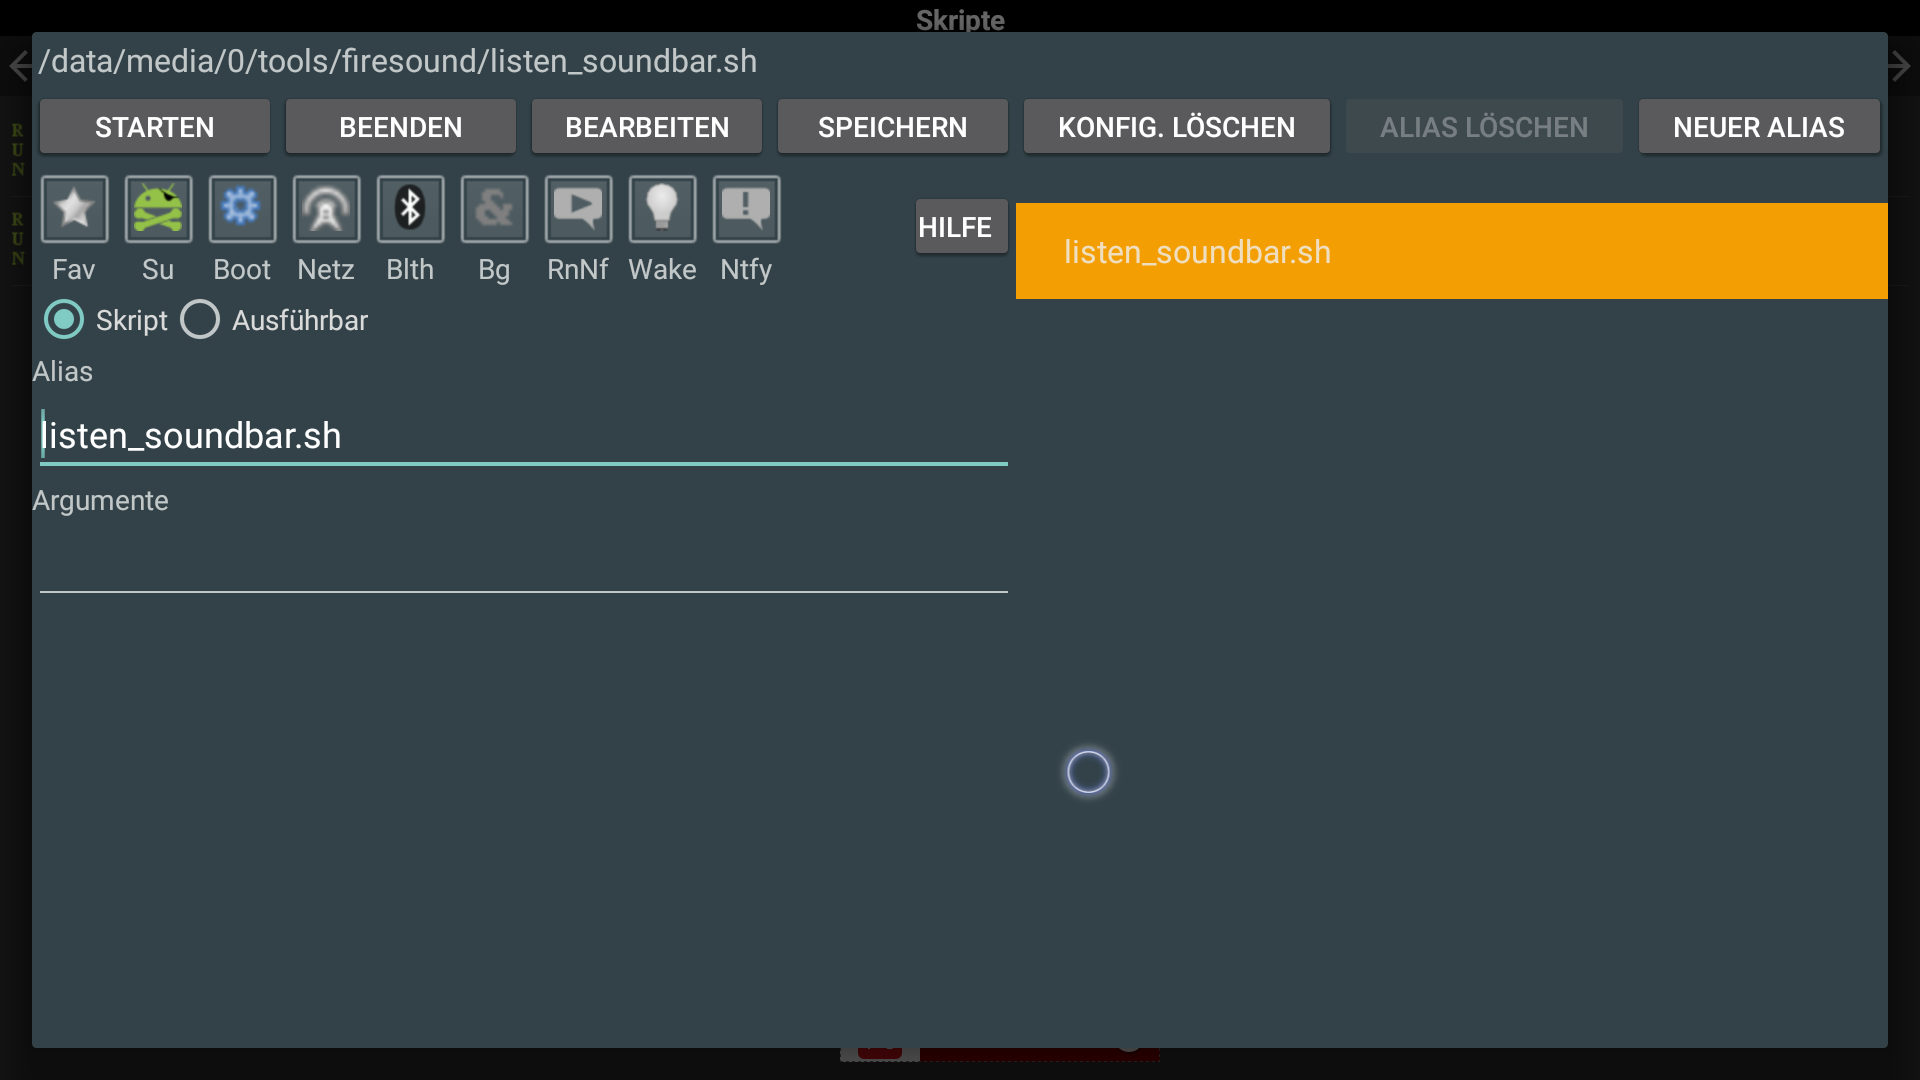 Skripte
/data/media/0/tools/firesound/listen_soundbar.sh
STARTEN BEENDEN BEARBEITEN SPEICHERN KONFIG. LÖSCHEN ALIAS LÖSCHEN NEUER ALIAS
RUN
RUN
Fav Su Boot Netz Blth Bg RnNf Wake Ntfy
HILFE
listen_soundbar.sh
Skript Ausführbar
Alias
listen_soundbar.sh
Argumente